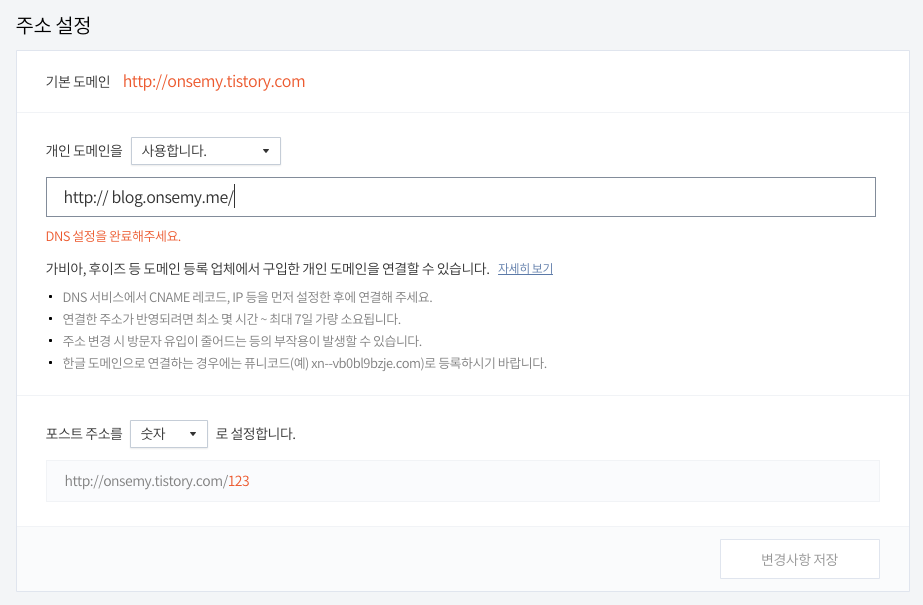 주소 설정
기본 도메인 http://onsemy.tistory.com
개인 도메인을 사용합니다.
http:// blog.onsemy.me/
DNS 설정을 완료해주세요.
가비아, 후이즈 등 도메인 등록 업체에서 구입한 개인 도메인을 연결할 수 있습니다. 자세히 보기
• DNS 서비스에서 CNAME 레코드, IP 등을 먼저 설정한 후에 연결해 주세요.
• 연결한 주소가 반영되려면 최소 몇 시간 ~ 최대 7일 가량 소요됩니다.
• 주소 변경 시 방문자 유입이 줄어드는 등의 부작용이 발생할 수 있습니다.
• 한글 도메인으로 연결하는 경우에는 퓨니코드(예) xn--vb0bl9bzje.com)로 등록하시기 바랍니다.
포스트 주소를 숫자 로 설정합니다.
http://onsemy.tistory.com/123
변경사항 저장